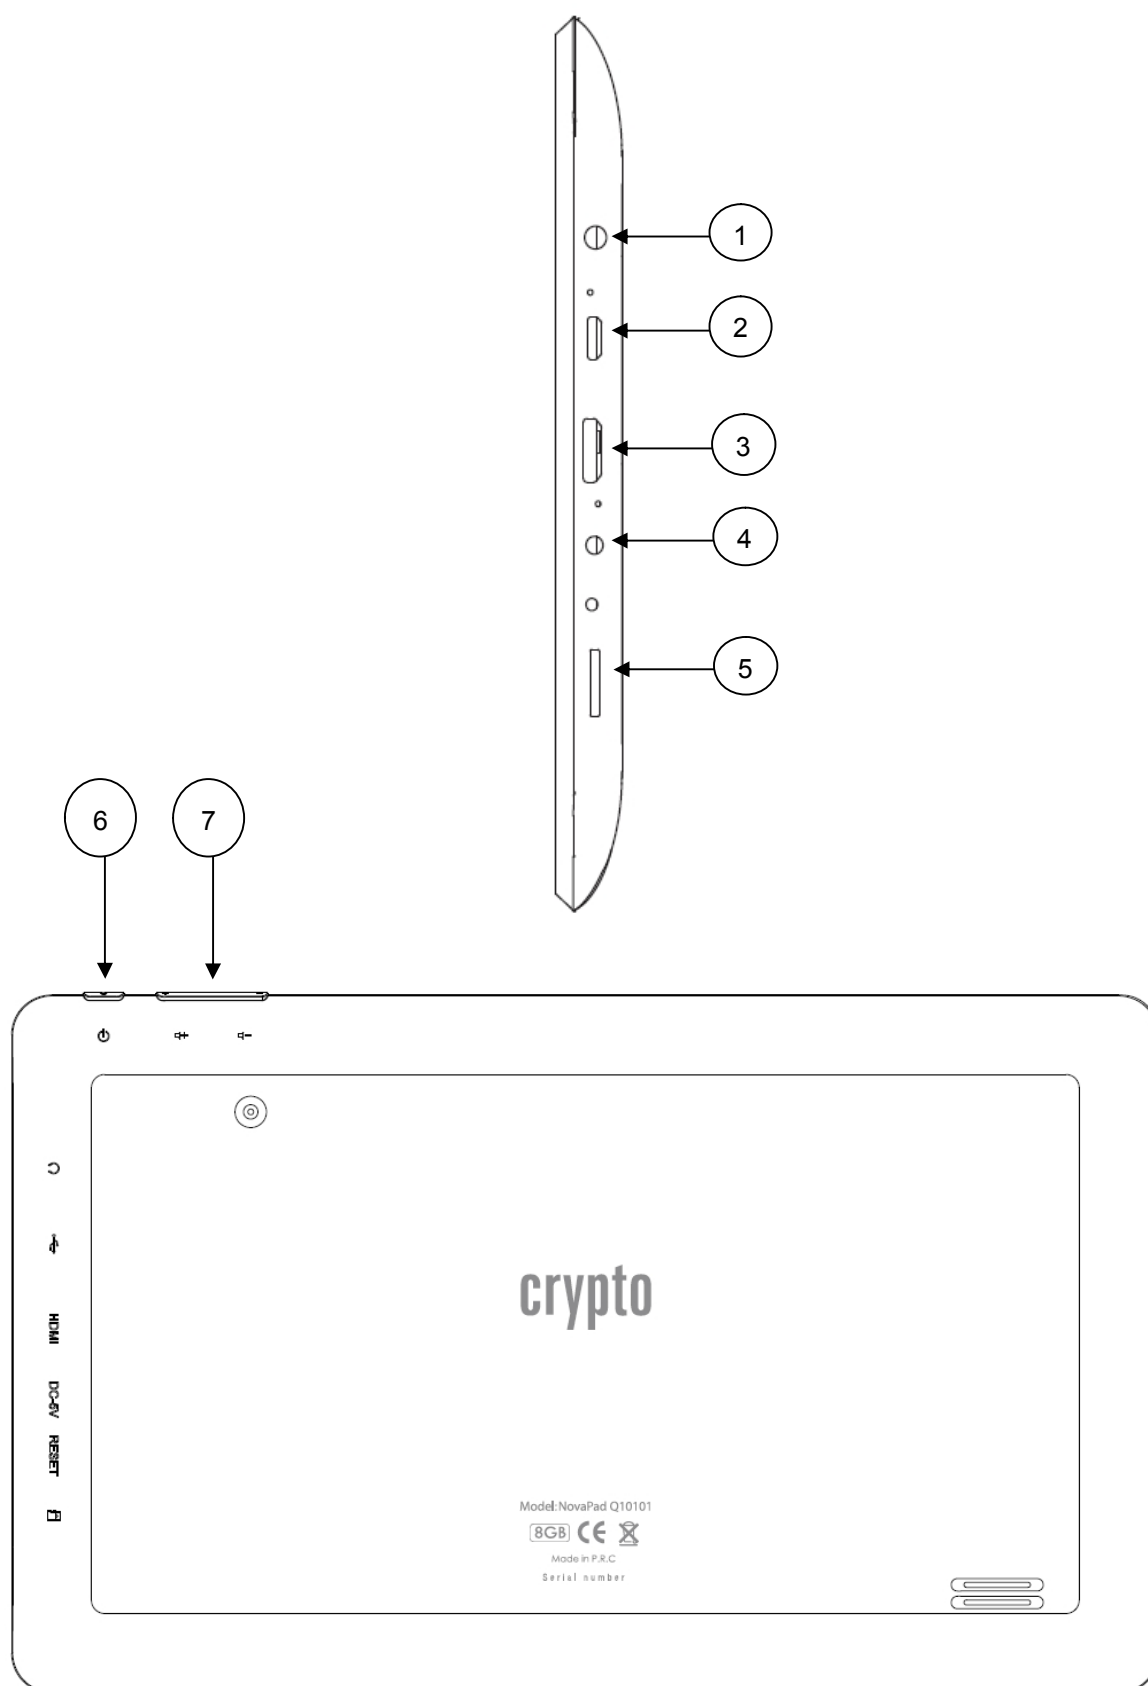 1
2
3
4
5
6 7
HDMI
DC-5V
RESET
crypto
Model:NovaPad Q10101
8GB CE
Made in P.R.C
Serial number